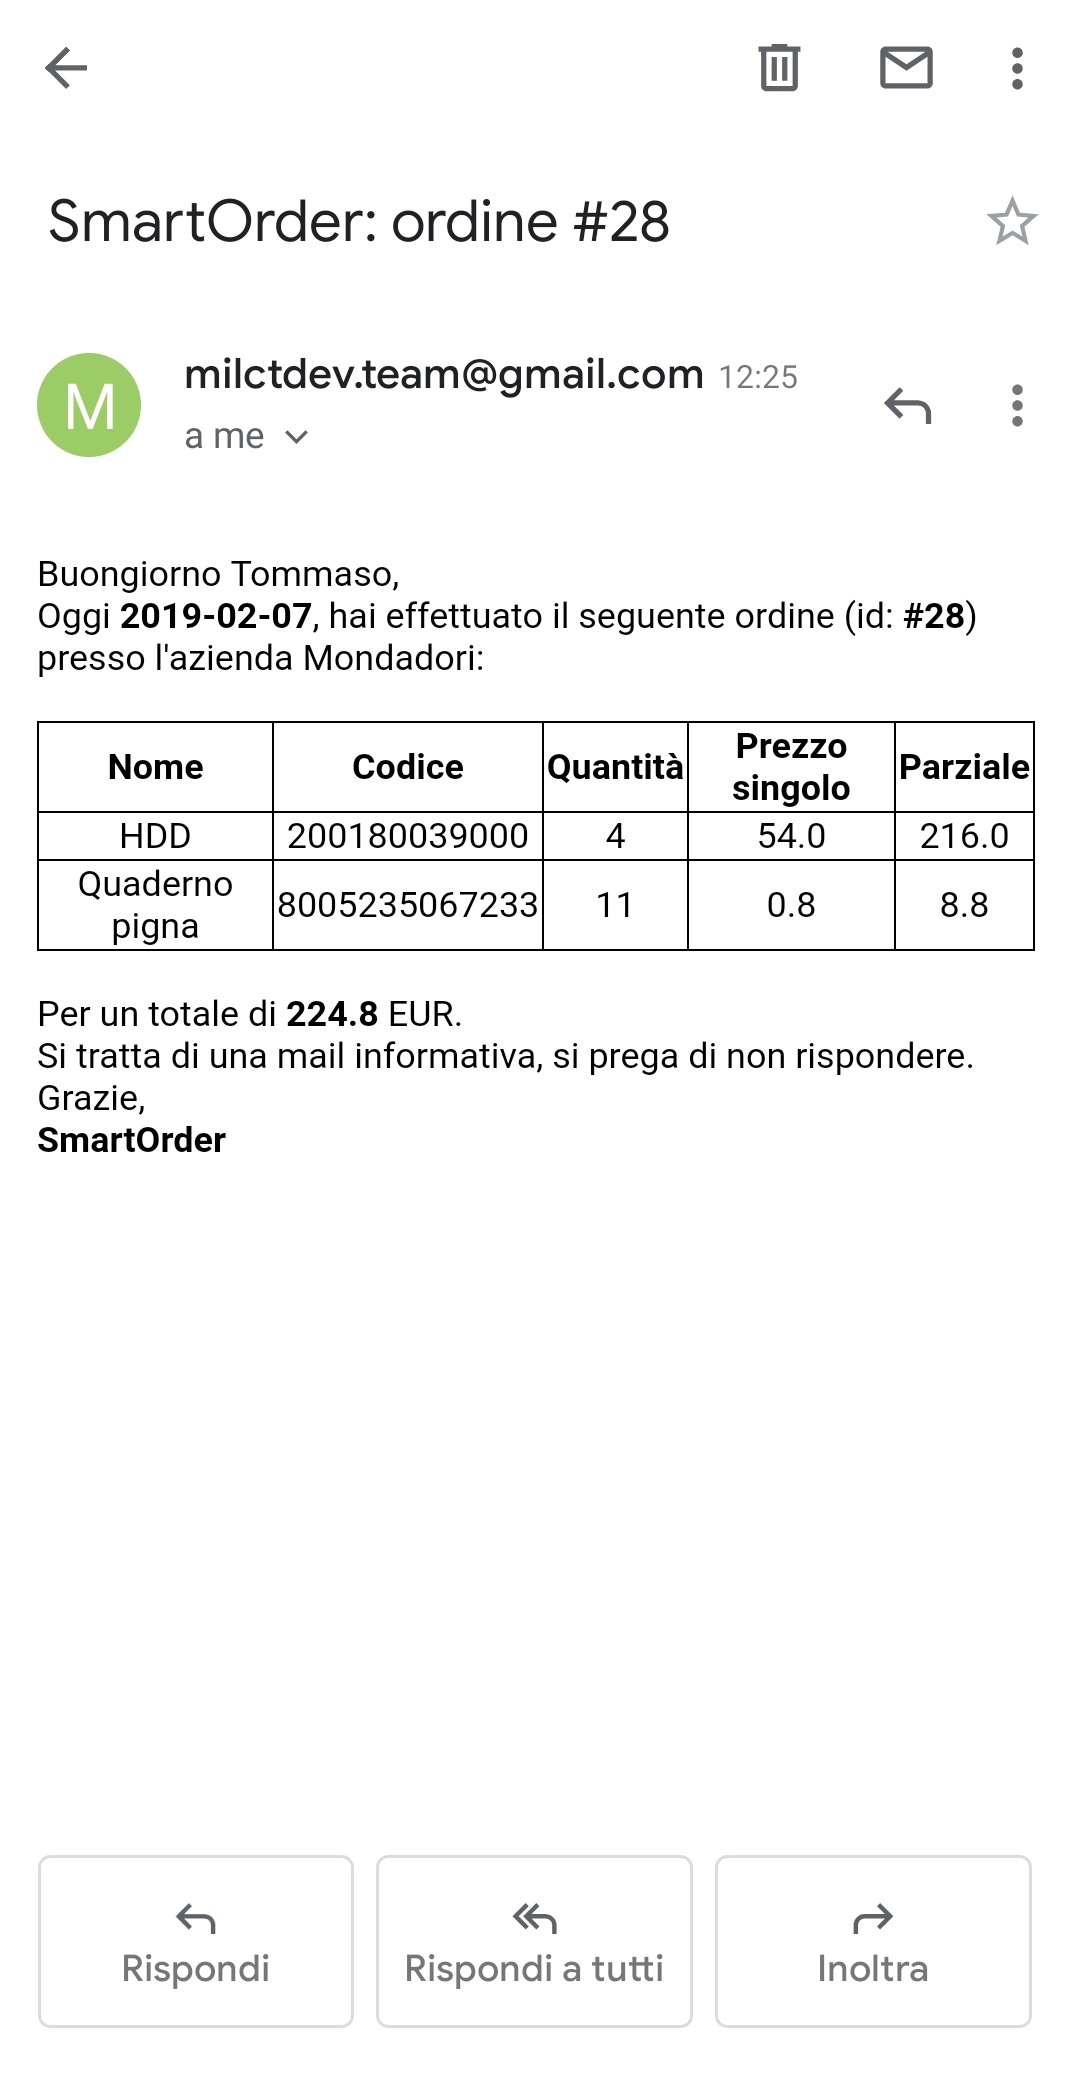 SmartOrder: ordine #28
M
milctdev.team@gmail.com 12:25
a me
Buongiorno Tommaso,
Oggi 2019-02-07, hai effettuato il seguente ordine (id: #28)
presso l'azienda Mondadori:
Nome Codice Quantità Prezzo singolo Parziale
HDD 200180039000 4 54.0 216.0
Quaderno pigna 8005235067233 11 0.8 8.8
Per un totale di 224.8 EUR.
Si tratta di una mail informativa, si prega di non rispondere.
Grazie,
SmartOrder
Rispondi Rispondi a tutti Inoltra